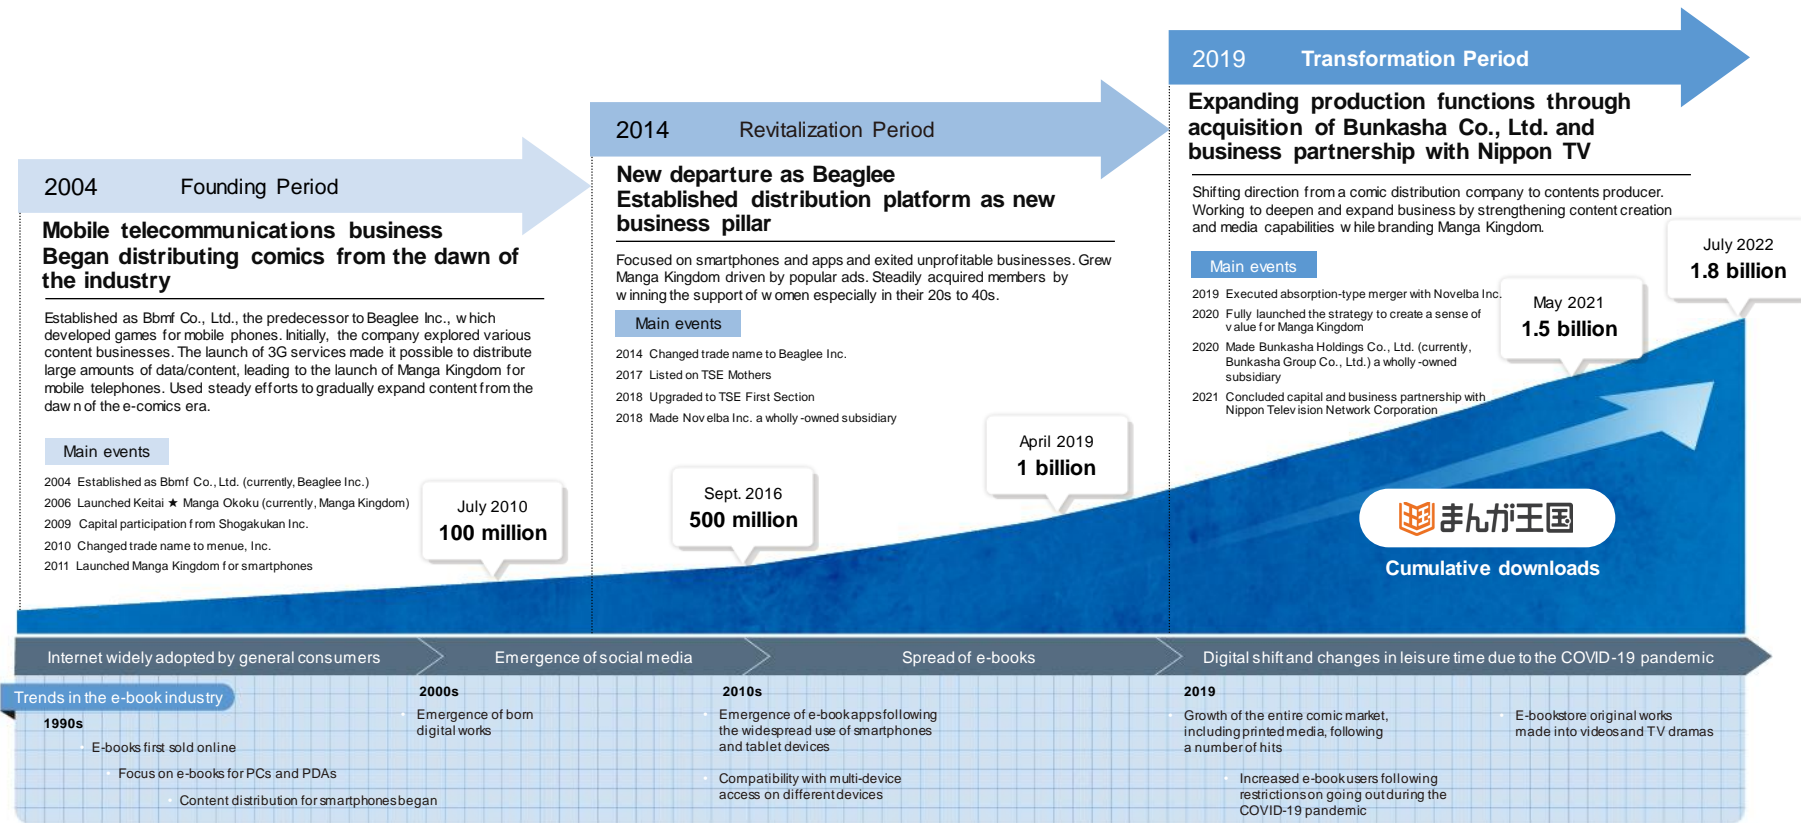 2004 Founding Period
Mobile telecommunications business
Began distributing comics from the dawn of
the industry
Established as Bbmf Co., Ltd., the predecessor to Beaglee Inc., which
developed games for mobile phones. Initially, the company explored various
content businesses. The launch of 3G services made it possible to distribute
large amounts of data/content, leading to the launch of Manga Kingdom for
mobile telephones. Used steady efforts to gradually expand content from the
dawn of the e-comics era.
Main events
2004 Established as Bbmf Co., Ltd. (currently, Beaglee Inc.)
2006 Launched Keitai ★ Manga Okoku (currently, Manga Kingdom)
2009 Capital participation from Shogakukan Inc.
2010 Changed trade name to menue, Inc.
2011 Launched Manga Kingdom for smartphones
July 2010
100 million
2014 Revitalization Period
New departure as Beaglee
Established distribution platform as new
business pillar
Focused on smartphones and apps and exited unprofitable businesses. Grew
Manga Kingdom driven by popular ads. Steadily acquired members by
winning the support of women especially in their 20s to 40s.
Main events
2014 Changed trade name to Beaglee Inc.
2017 Listed on TSE Mothers
2018 Upgraded to TSE First Section
2018 Made Novelba Inc. a wholly-owned subsidiary
Sept. 2016
500 million
April 2019
1 billion
2019 Transformation Period
Expanding production functions through
acquisition of Bunkasha Co., Ltd. and
business partnership with Nippon TV
Shifting direction from a comic distribution company to contents producer.
Working to deepen and expand business by strengthening content creation
and media capabilities while branding Manga Kingdom.
Main events
2019 Executed absorption-type merger with Novelba Inc.
2020 Fully launched the strategy to create a sense of
value for Manga Kingdom
2020 Made Bunkasha Holdings Co., Ltd. (currently,
Bunkasha Group Co., Ltd.) a wholly-owned
subsidiary
2021 Concluded capital and business partnership with
Nippon Television Network Corporation
May 2021
1.5 billion
July 2022
1.8 billion
まんが王国
Cumulative downloads
Internet widely adopted by general consumers
Emergence of social media
Spread of e-books
Digital shift and changes in leisure time due to the COVID-19 pandemic
Trends in the e-book industry
1990s
E-books first sold online
Focus on e-books for PCs and PDAs
Content distribution for smartphones began
2000s
Emergence of born
digital works
2010s
Emergence of e-book apps following
the widespread use of smartphones
and tablet devices
Compatibility with multi-device
access on different devices
2019
Growth of the entire comic market,
including printed media, following
a number of hits
Increased e-book users following
restrictions on going out during the
COVID-19 pandemic
E-bookstore original works
made into videos and TV dramas